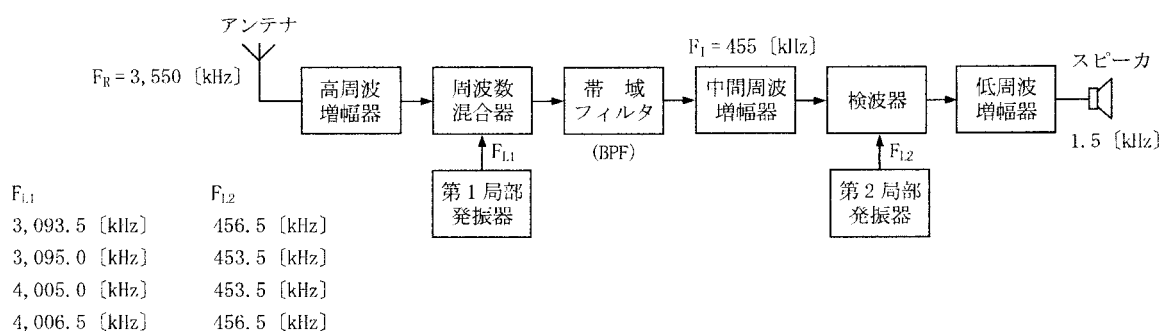 アンテナ
F_R = 3,550 〔kHz〕
高周波
増幅器
周波数
混合器
帯 域
フィルタ
(BPF)
F_I = 455 〔kHz〕
中間周波
増幅器
検波器
低周波
増幅器
スピーカ
1.5 〔kHz〕
F_L1
第1局部
発振器
F_L2
第2局部
発振器
F_L1 F_L2
3,093.5 〔kHz〕 456.5 〔kHz〕
3,095.0 〔kHz〕 453.5 〔kHz〕
4,005.0 〔kHz〕 453.5 〔kHz〕
4,006.5 〔kHz〕 456.5 〔kHz〕